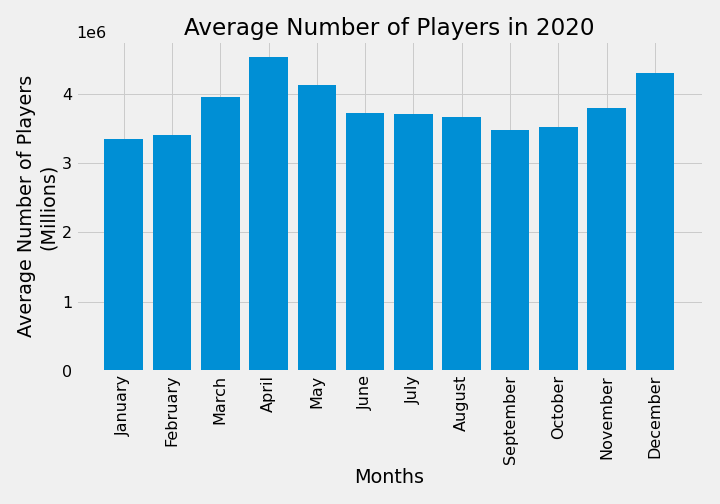 Average Number of Players in 2020
1e6
Average Number of Players
(Millions)
4
3
2
1
0
January
February
March
April
May
June
July
August
September
October
November
December
Months